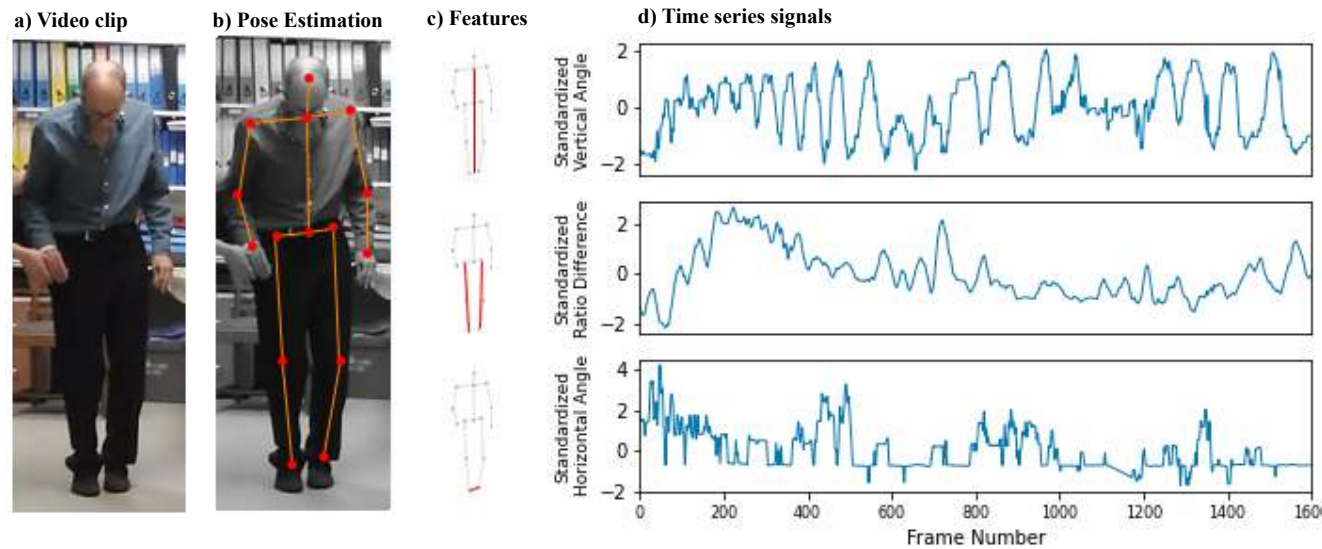 a) Video clip
b) Pose Estimation
c) Features
d) Time series signals
Standardized
Vertical Angle
2
0
−2
Standardized
Ratio Difference
2
0
−2
Standardized
Horizontal Angle
4
2
0
−2
0 200 400 600 800 1000 1200 1400 160
Frame Number